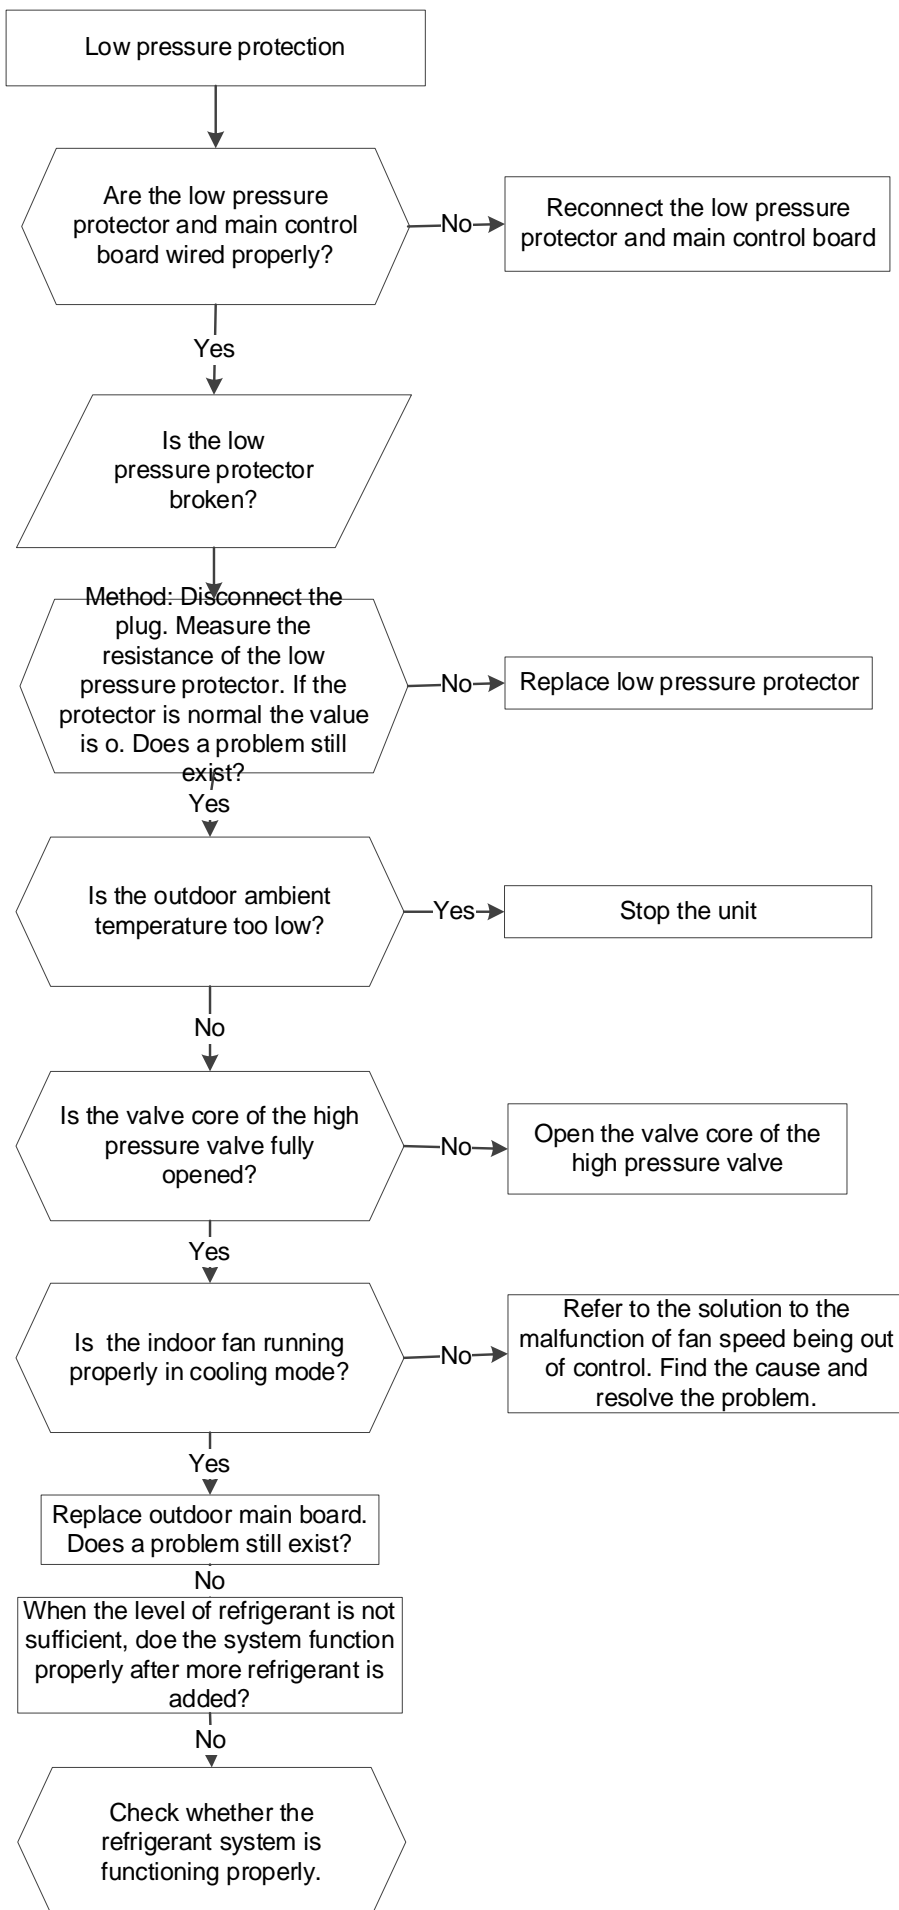 Low pressure protection
Are the low pressure
protector and main control
board wired properly?
No
Reconnect the low pressure
protector and main control board
Yes
Is the low
pressure protector
broken?
Method: Disconnect the
plug. Measure the
resistance of the low
pressure protector. If the
protector is normal the value
is o. Does a problem still
exist?
No
Replace low pressure protector
Yes
Is the outdoor ambient
temperature too low?
Yes
Stop the unit
No
Is the valve core of the high
pressure valve fully
opened?
No
Open the valve core of the
high pressure valve
Yes
Is the indoor fan running
properly in cooling mode?
No
Refer to the solution to the
malfunction of fan speed being out
of control. Find the cause and
resolve the problem.
Yes
Replace outdoor main board.
Does a problem still exist?
No
When the level of refrigerant is not
sufficient, doe the system function
properly after more refrigerant is
added?
No
Check whether the
refrigerant system is
functioning properly.